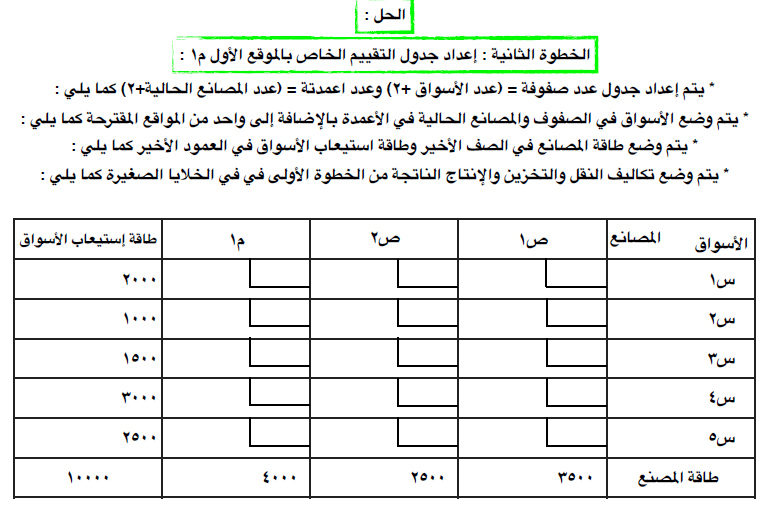 الحل :
الخطوة الثانية : إعداد جدول التقييم الخاص بالموقع الأول م١ :
* يتم إعداد جدول عدد صفوفة = (عدد الأسواق +٢) وعدد اعمدتة = (عدد المصانع الحالية+٢) كما يلي :
* يتم وضع الأسواق في الصفوف والمصانع الحالية في الأعمدة بالإضافة إلى واحد من المواقع المقترحة كما يلي :
* يتم وضع طاقة المصانع في الصف الأخير وطاقة استيعاب الأسواق في العمود الأخير كما يلي :
* يتم وضع تكاليف النقل والتخزين والإنتاج الناتجة من الخطوة الأولى في في الخلايا الصغيرة كما يلي :
الأسواق المصانع ص١ ص٢ م١ طاقة إستيعاب الأسواق
س١ ٢٠٠٠
س٢ ١٠٠٠
س٣ ١٥٠٠
س٤ ٣٠٠٠
س٥ ٢٥٠٠
طاقة المصنع ٣٥٠٠ ٢٥٠٠ ٤٠٠٠ ١٠٠٠٠